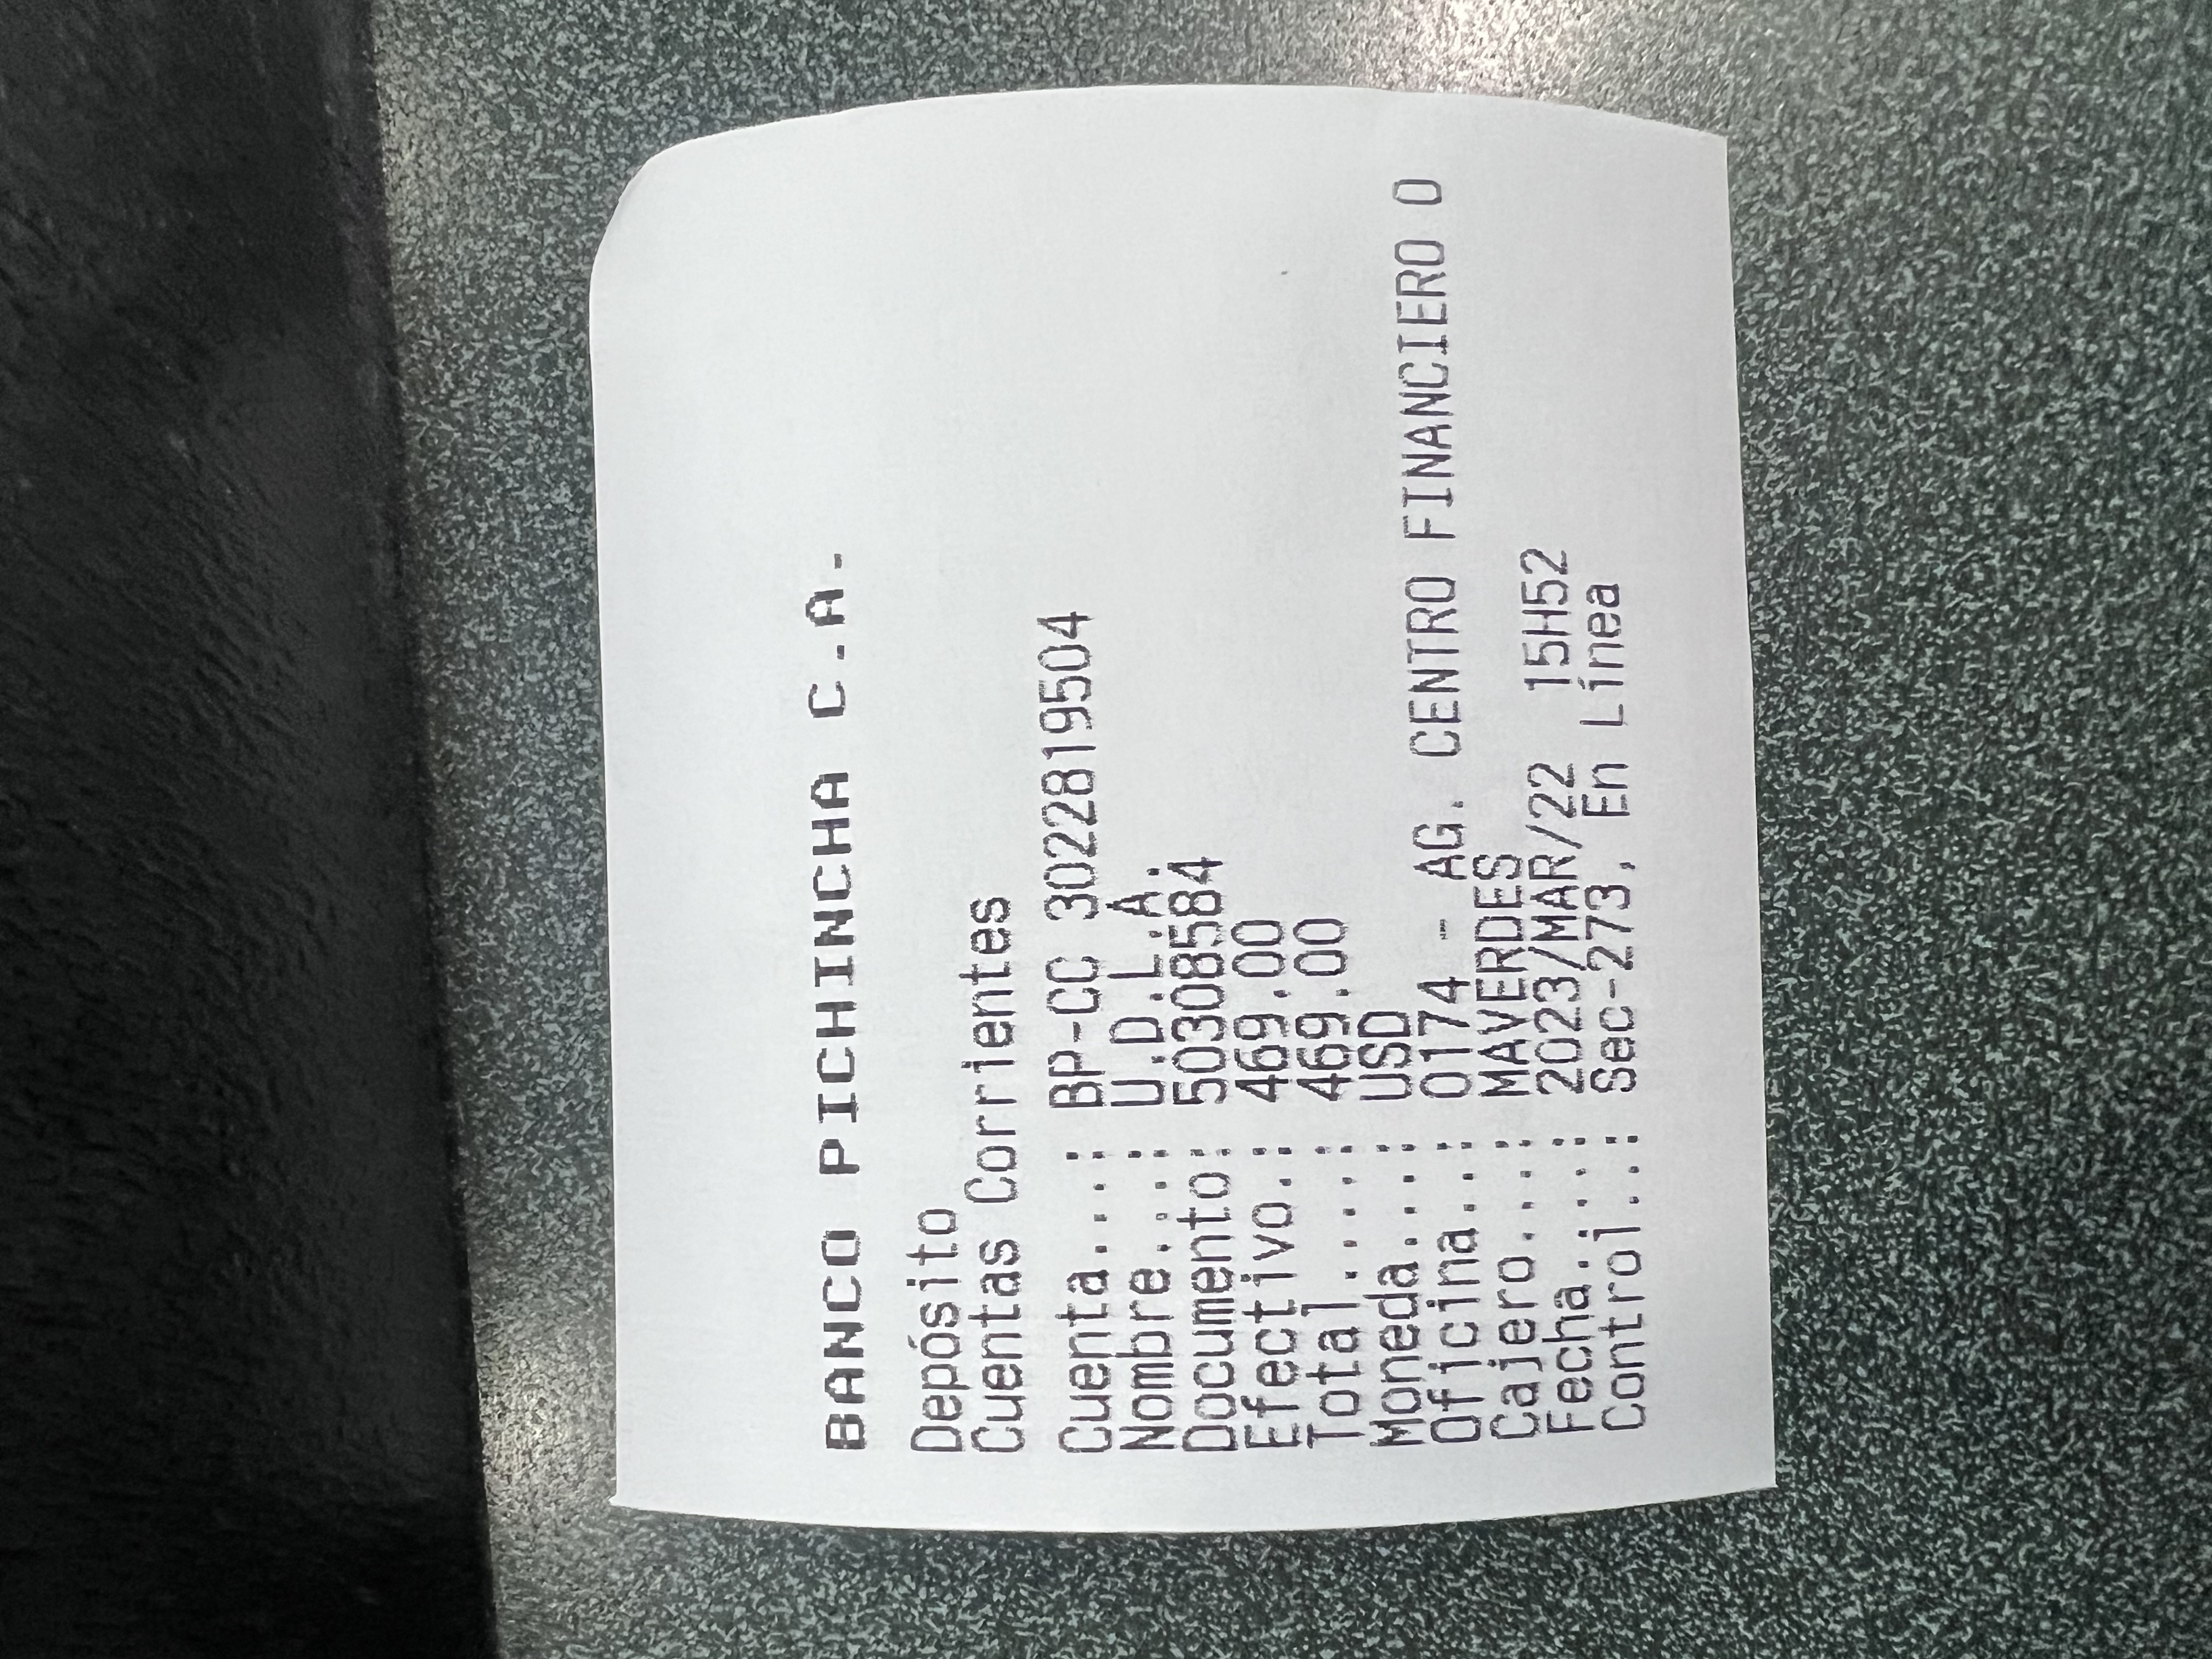 BANCO PICHINCHA C.A.
Depósito
Cuentas Corrientes
Cuenta....: BP-CC 3022819504
Nombre....: U.D.L.A.
Documento: 50308584
Efectivo.: 469.00
Total.....: 469.00
Moneda....: USD
Oficina...: 0174 - AG. CENTRO FINANCIERO O
Cajero....: MAVERDES
Fecha.....: 2023/MAR/22 15H52
Control..: Sec-273, En Línea